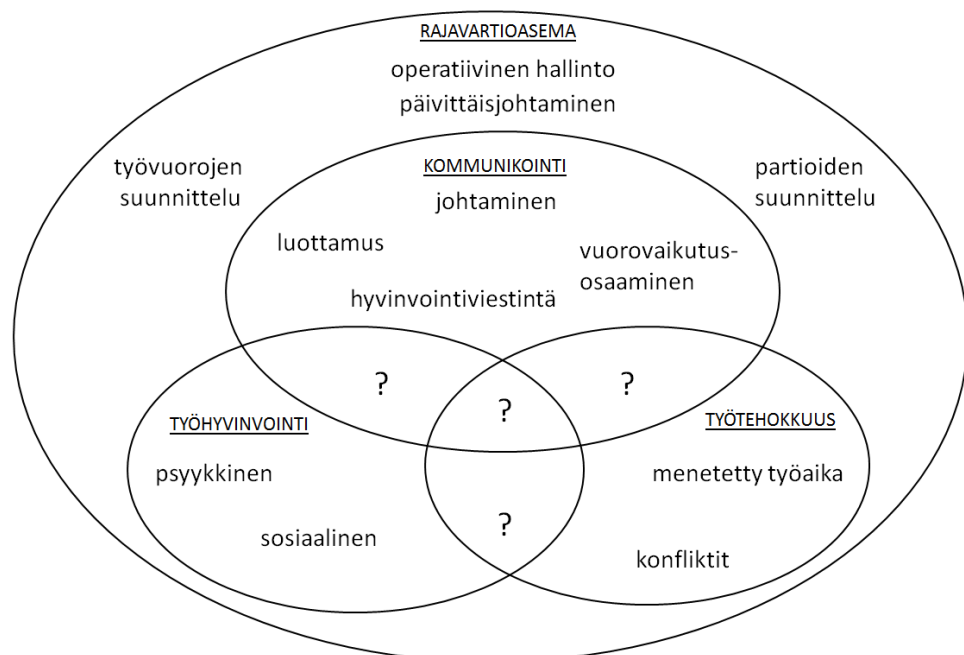 RAJAVARTIOASEMA
operatiivinen hallinto
päivittäisjohtaminen
työvuorojen
suunnittelu
partioiden
suunnittelu
KOMMUNIKOINTI
johtaminen
luottamus
vuorovaikutus-
osaaminen
hyvinvointiviestintä
?
?
?
TYÖHYVINVOINTI
psyykkinen
sosiaalinen
TYÖTEHOKKUUS
menetetty työaika
konfliktit
?